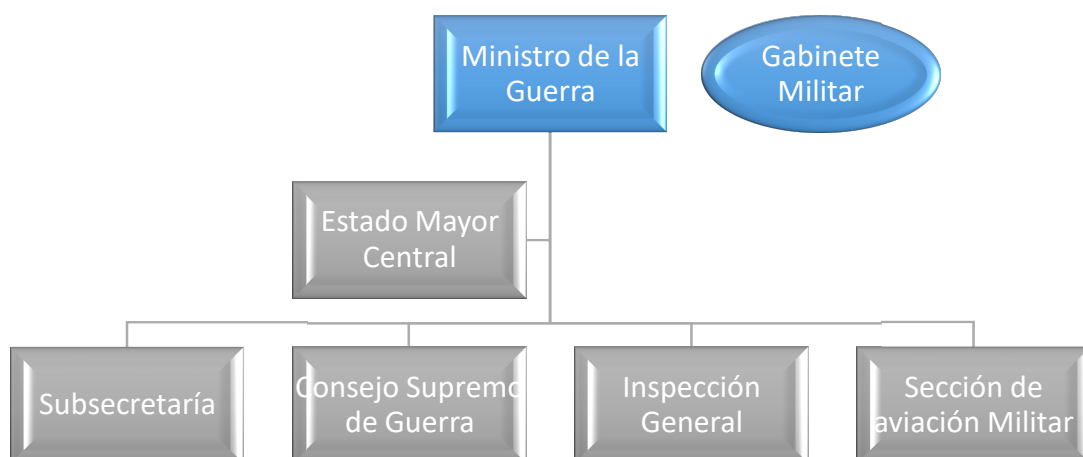 Ministro de la
Guerra
Gabinete
Militar
Estado Mayor
Central
Subsecretaría
Consejo Supremo
de Guerra
Inspección
General
Sección de
aviación Militar